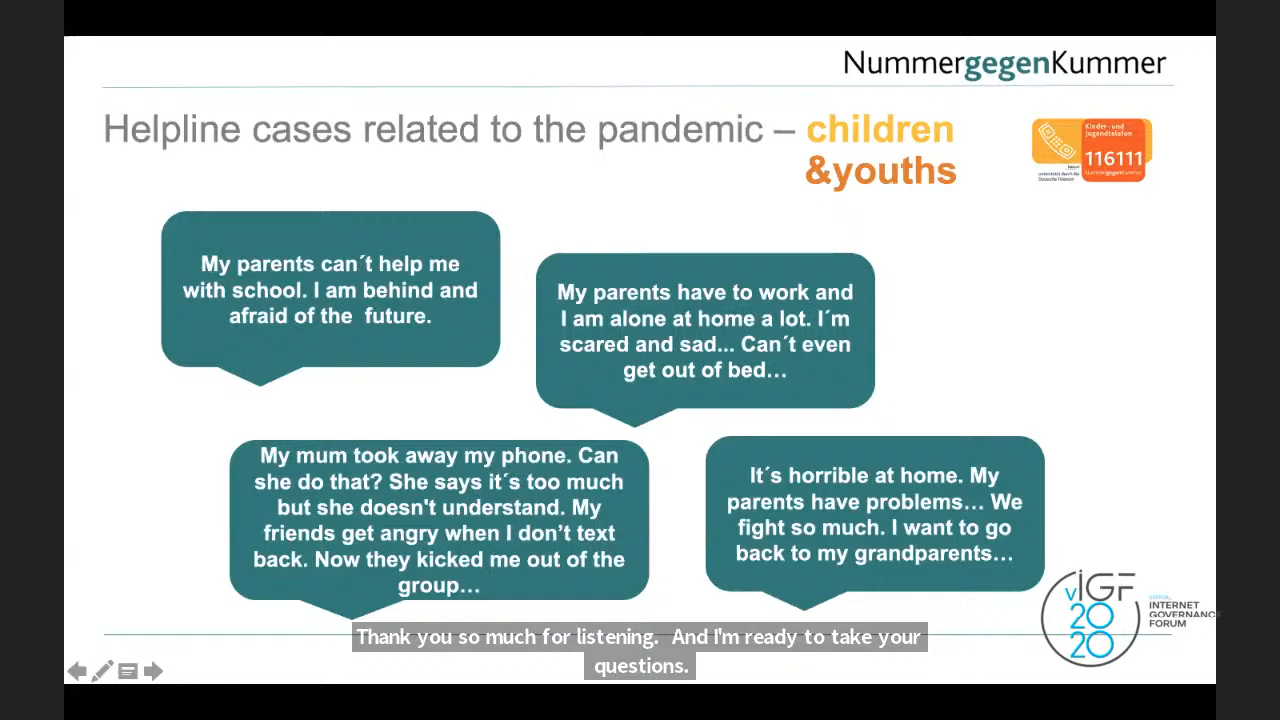 NummergegenKummer
Helpline cases related to the pandemic – children
&youths
Kinder- und
Jugendtelefon
116111
NummergegenKummer
Deutsche Telekom
My parents can´t help me
with school. I am behind and
afraid of the  future.
My parents have to work and
I am alone at home a lot. I´m
scared and sad... Can´t even
get out of bed…
My mum took away my phone. Can
she do that? She says it´s too much
but she doesn't understand. My
friends get angry when I don’t text
back. Now they kicked me out of the
group…
It´s horrible at home. My
parents have problems… We
fight so much. I want to go
back to my grandparents…
vIGF
20
20
VIRTUAL
INTERNET
GOVERNANCE
FORUM
Thank you so much for listening.  And I'm ready to take your
questions.